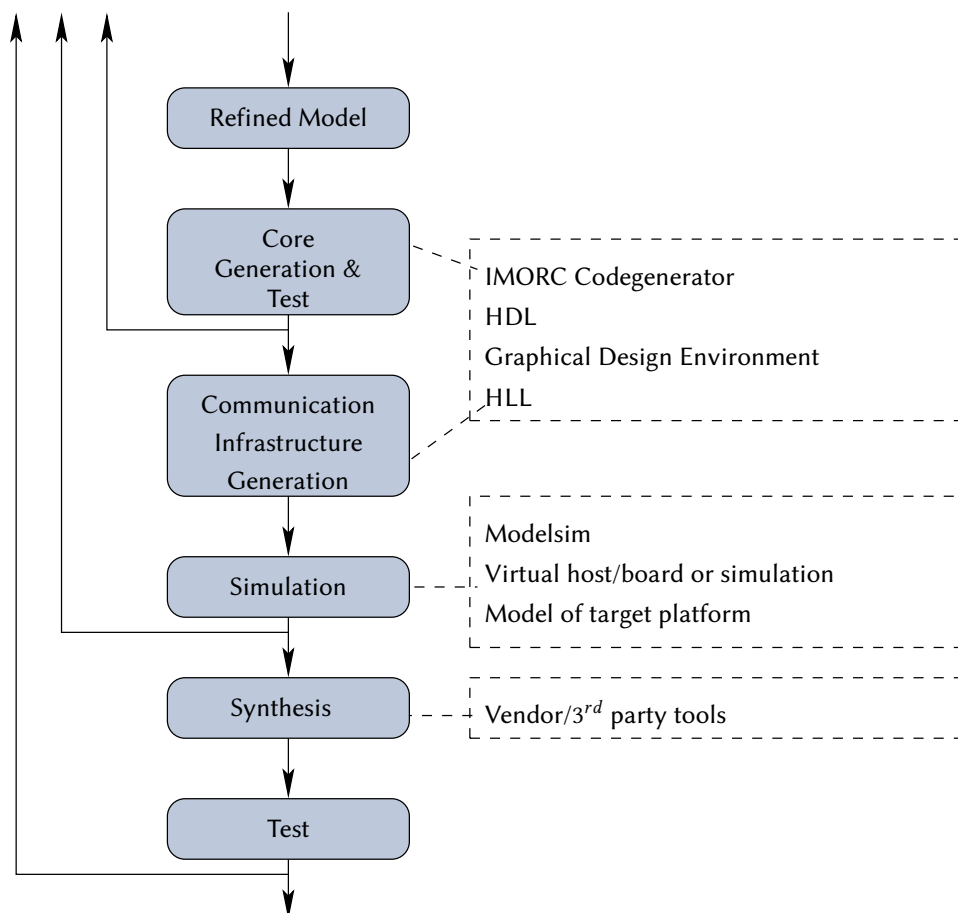 Refined Model
Core
Generation &
Test
IMORC Codegenerator
HDL
Graphical Design Environment
HLL
Communication
Infrastructure
Generation
Modelsim
Virtual host/board or simulation
Model of target platform
Simulation
Synthesis
Vendor/3rd party tools
Test